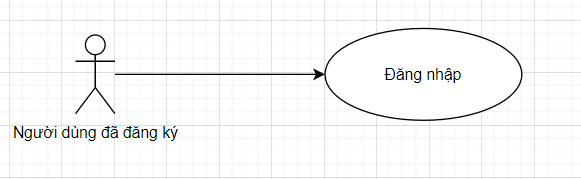 Đăng nhập
Người dùng đã đăng ký